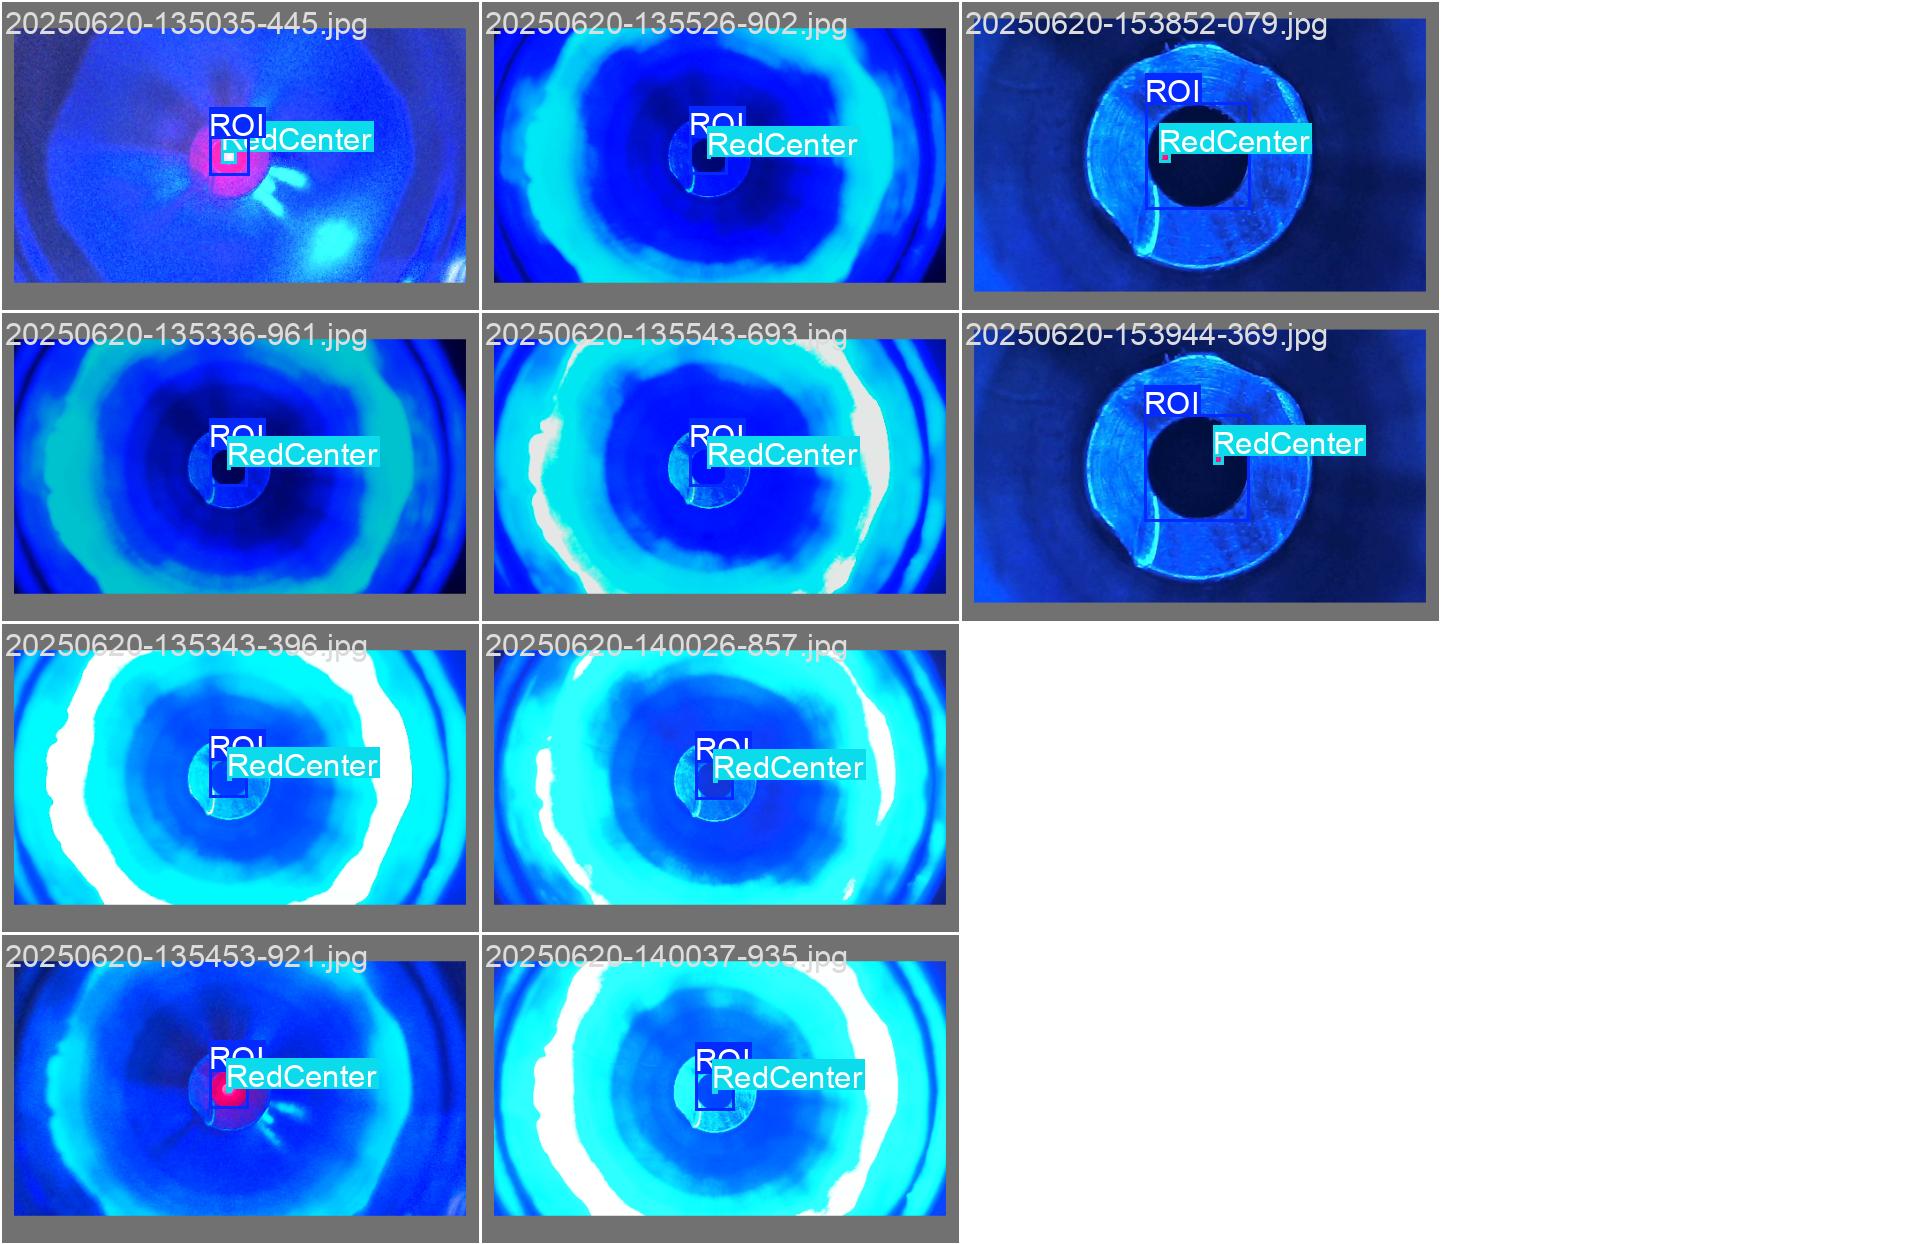 20250620-135035-445.jpg
ROI
RedCenter
20250620-135526-902.jpg
ROI
RedCenter
20250620-153852-079.jpg
ROI
RedCenter
20250620-135336-961.jpg
ROI
RedCenter
20250620-135543-693.jpg
ROI
RedCenter
20250620-153944-369.jpg
ROI
RedCenter
20250620-135343-396.jpg
ROI
RedCenter
20250620-140026-857.jpg
ROI
RedCenter
20250620-135453-921.jpg
ROI
RedCenter
20250620-140037-935.jpg
ROI
RedCenter